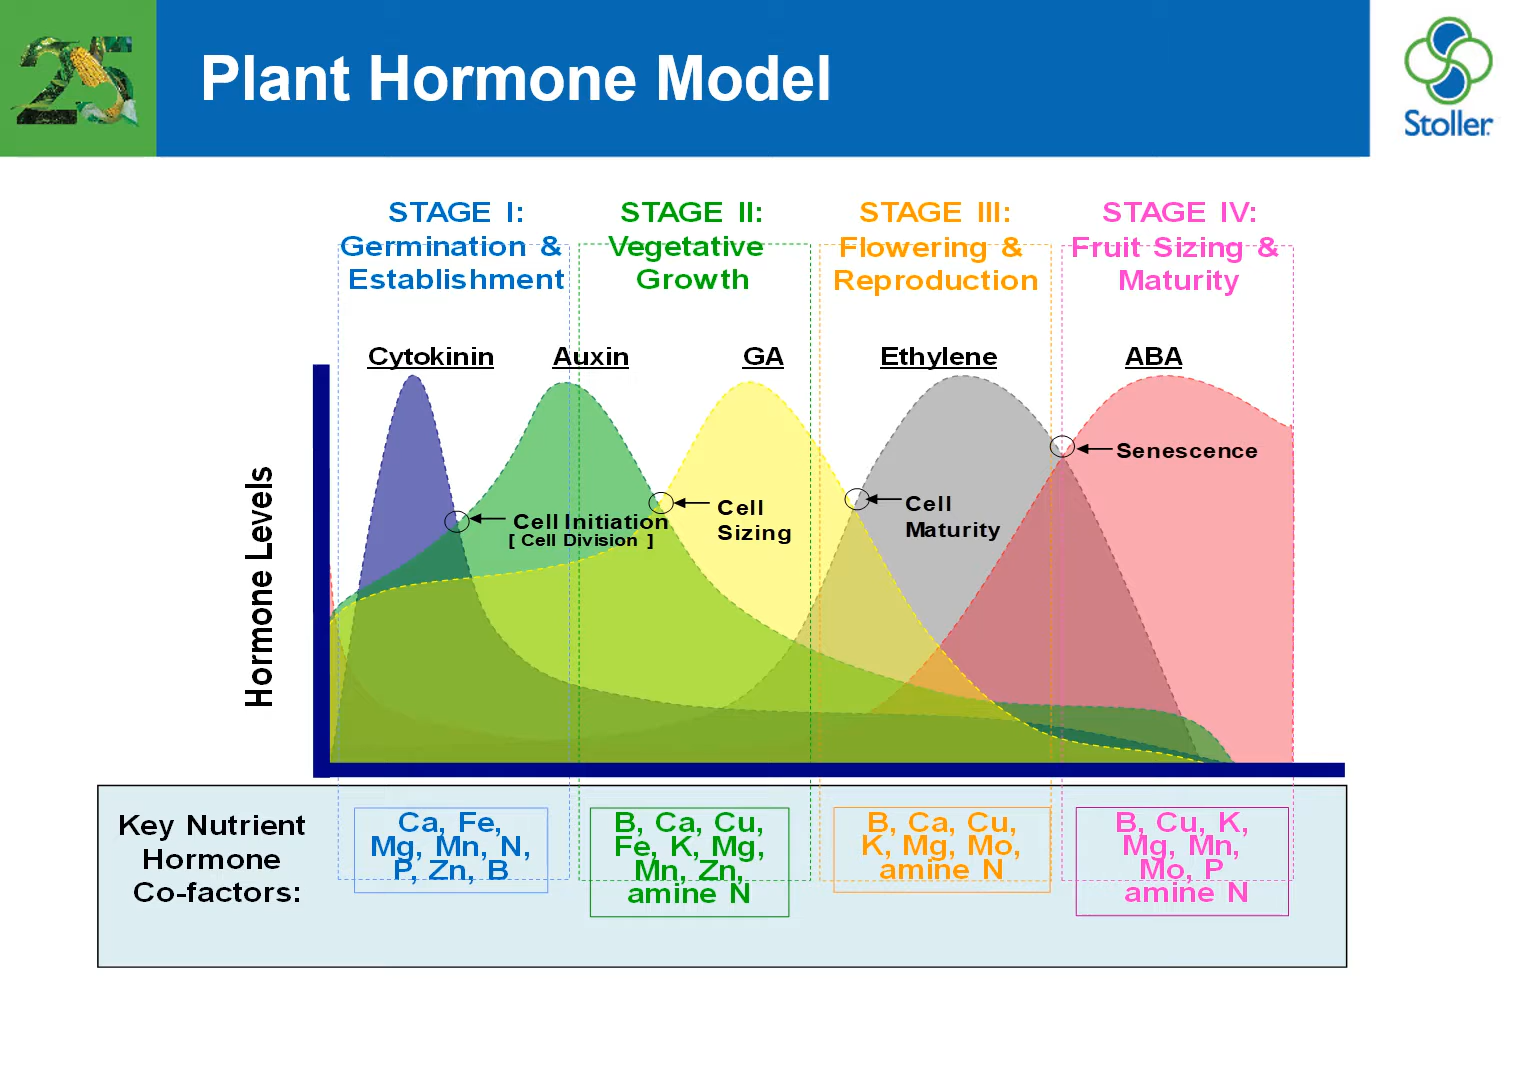 25
Plant Hormone Model
Stoller
STAGE I:
Germination &
Establishment
STAGE II:
Vegetative
Growth
STAGE III:
Flowering &
Reproduction
STAGE IV:
Fruit Sizing &
Maturity
Cytokinin
Auxin
GA
Ethylene
ABA
Hormone Levels
Cell Initiation
[ Cell Division ]
Cell
Sizing
Cell
Maturity
Senescence
Key Nutrient
Hormone
Co-factors:
Ca, Fe,
Mg, Mn, N,
P, Zn, B
B, Ca, Cu,
Fe, K, Mg,
Mn, Zn,
amine N
B, Ca, Cu,
K, Mg, Mo,
amine N
B, Cu, K,
Mg, Mn,
Mo, P
amine N